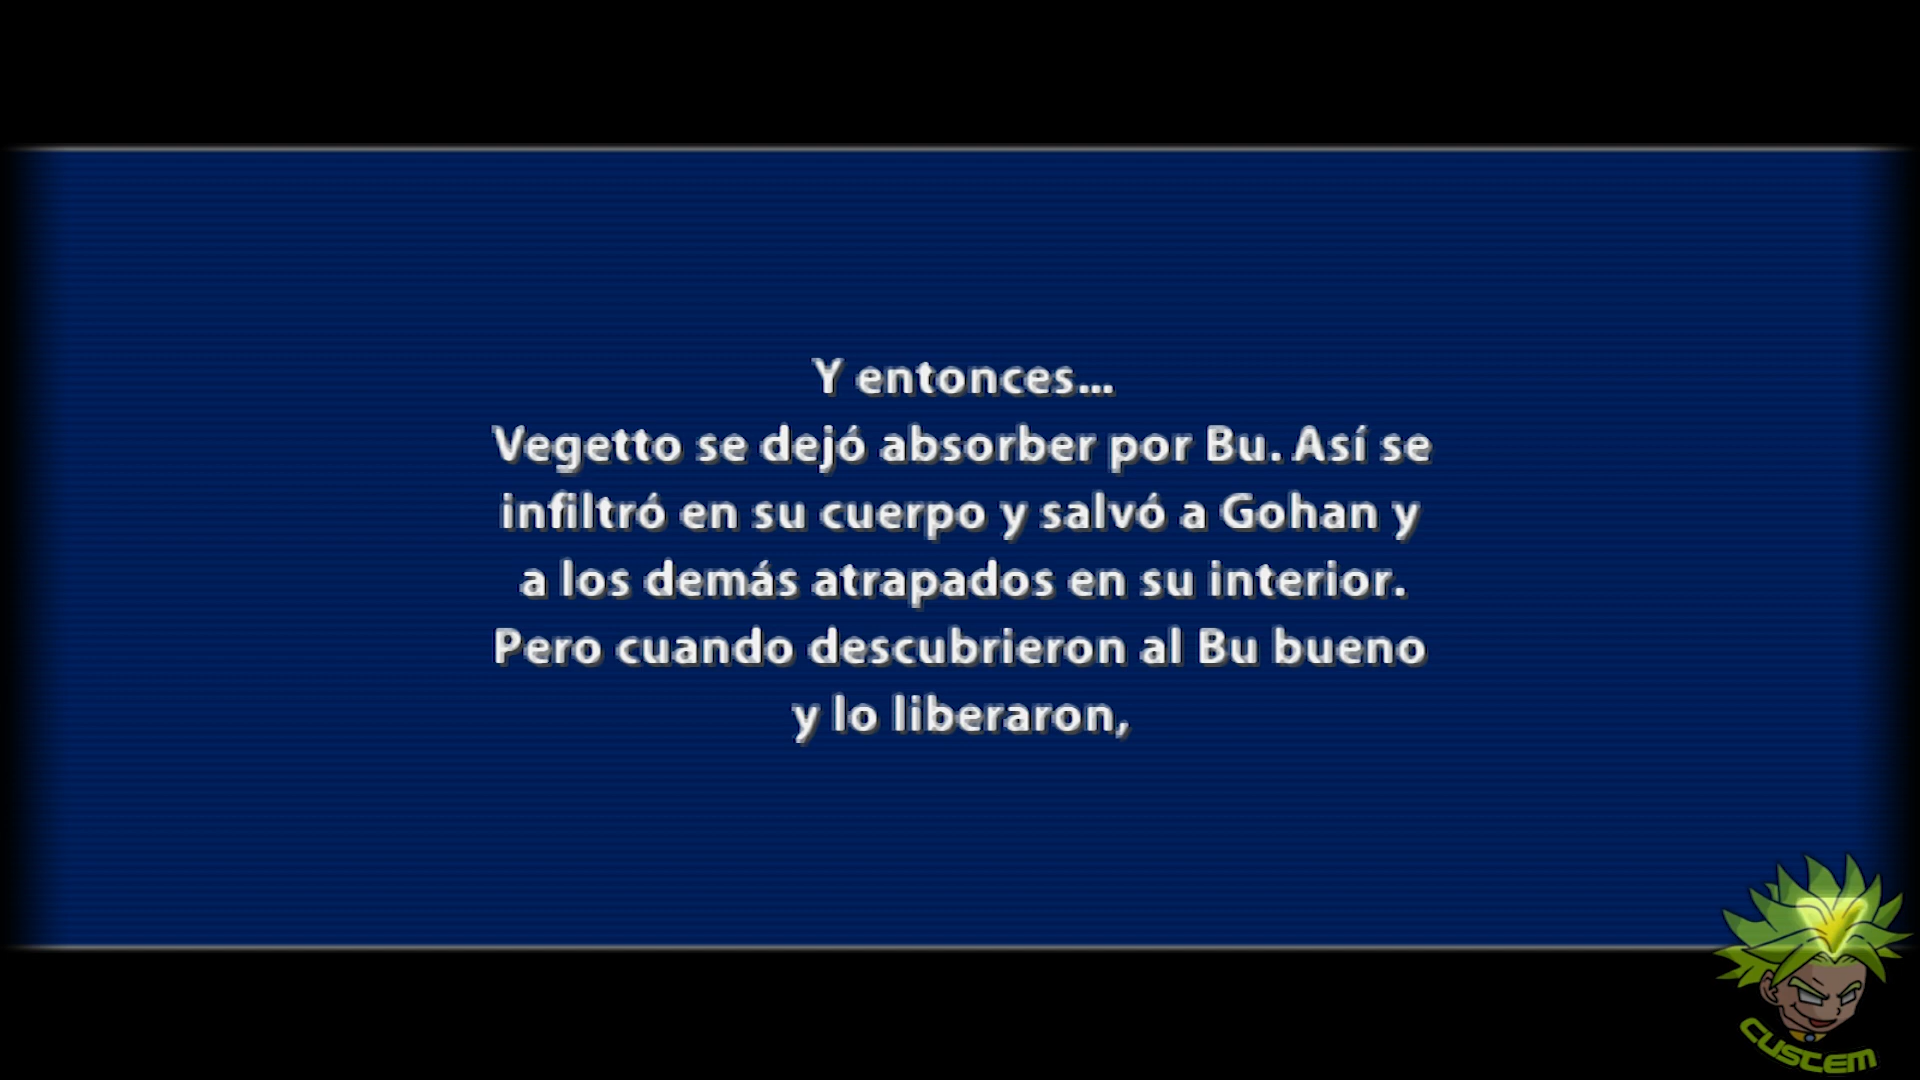 Y entonces...
Vegetto se dejó absorber por Bu. Así se
infiltró en su cuerpo y salvó a Gohan y
a los demás atrapados en su interior.
Pero cuando descubrieron al Bu bueno
y lo liberaron,
CUSTEM